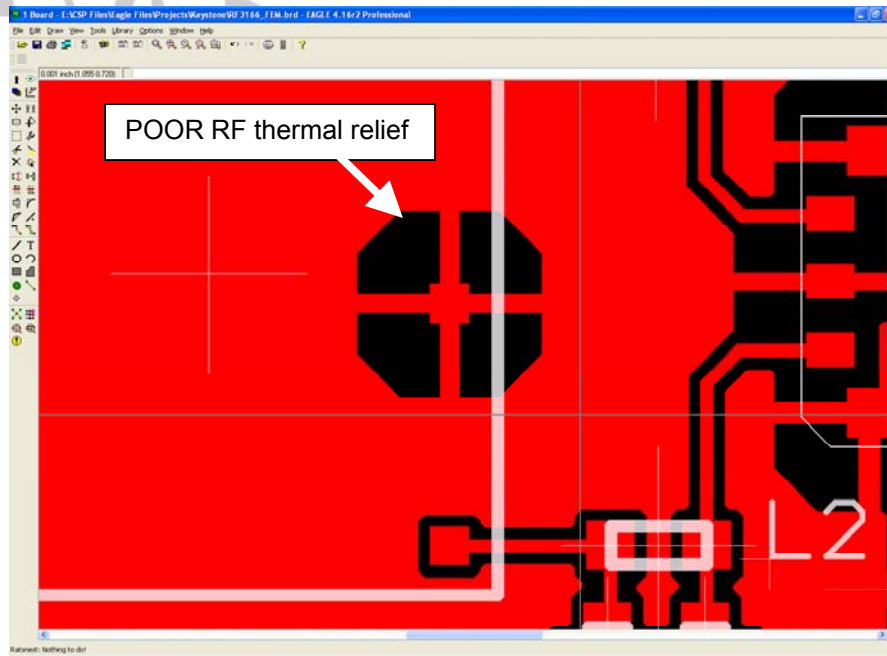 1 Board - E:\CSP Files\Eagle Files\Projects\Keystone\RF3166_FEM.brd - EAGLE 4.16r2 Professional
File Edit Draw View Tools Library Options Window Help
0.001 inch (1.055 0.720)
POOR RF thermal relief
L2
Ratsnest: Nothing to do!